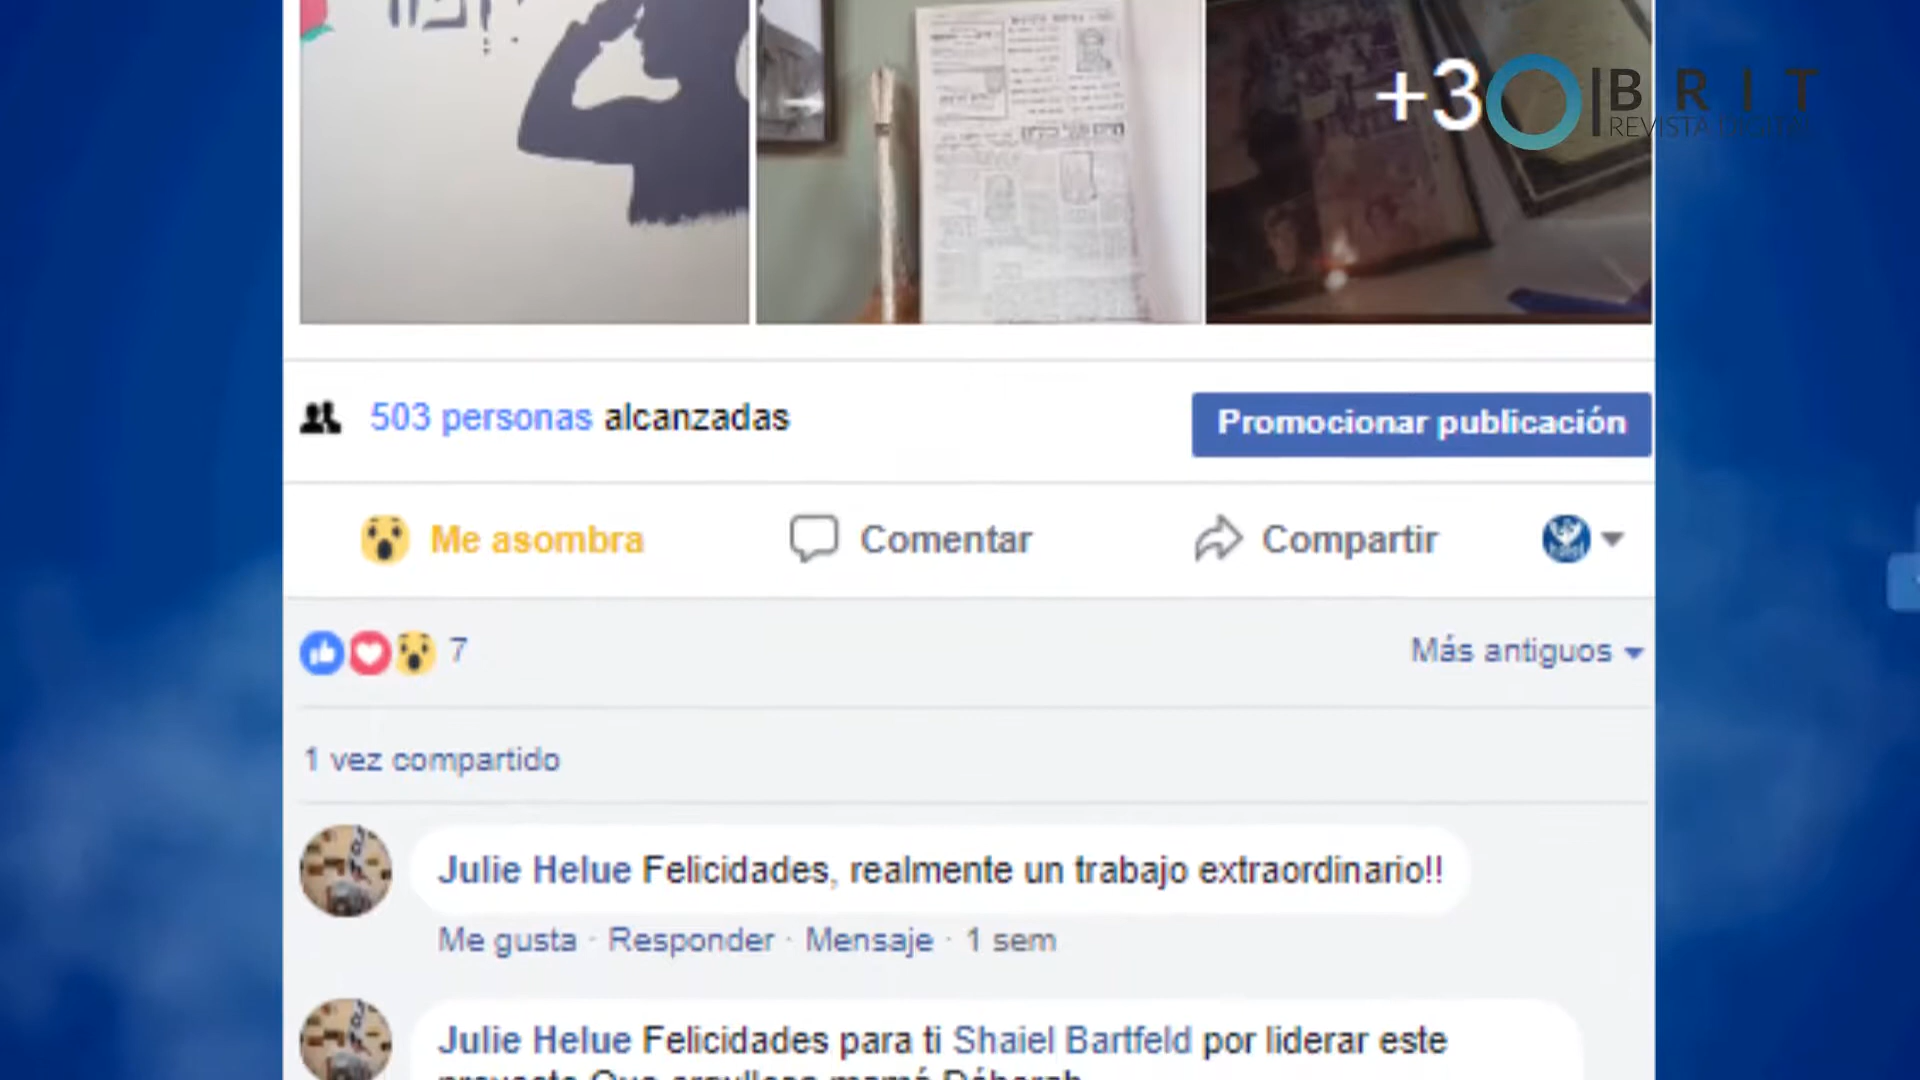 +3
BRIT
REVISTA DIGITAL
503 personas alcanzadas
Promocionar publicación
Me asombra
Comentar
Compartir
7
Más antiguos
1 vez compartido
Julie Helue Felicidades, realmente un trabajo extraordinario!!
Me gusta · Responder · Mensaje · 1 sem
Julie Helue Felicidades para ti Shaiel Bartfeld por liderar este